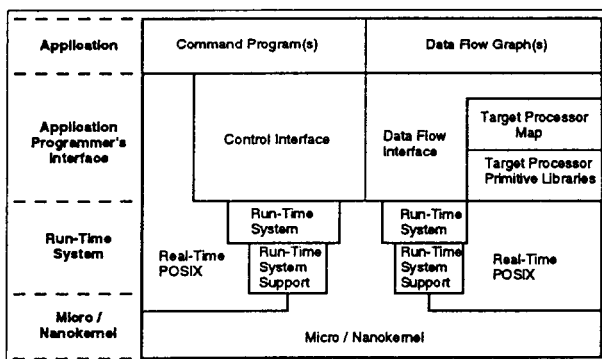 Application
Command Program(s)
Data Flow Graph(s)
Application
Programmer's
Interface
Control Interface
Data Flow
Interface
Target Processor
Map
Target Processor
Primitive Libraries
Run-Time
System
Real-Time
POSIX
Run-Time
System
Run-Time
System
Support
Run-Time
System
Run-Time
System
Support
Real-Time
POSIX
Micro /
Nanokernel
Micro / Nanokernel